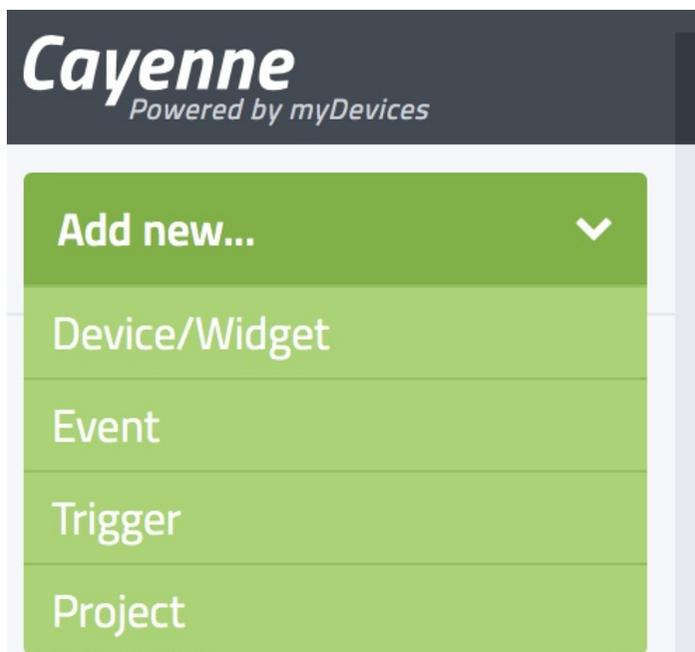 Cayenne
Powered by myDevices
Add new...
Device/Widget
Event
Trigger
Project